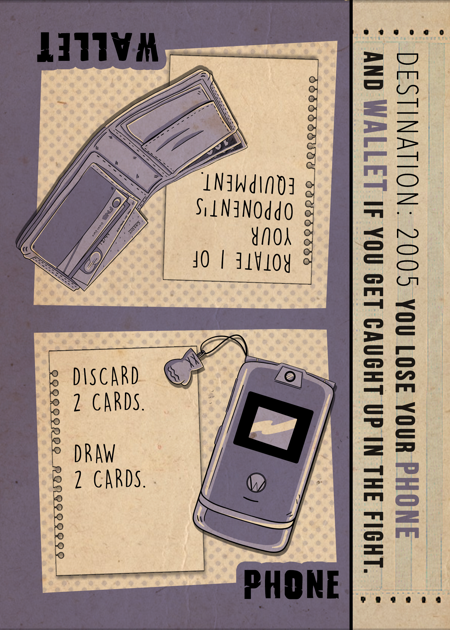 WALLET
ROTATE 1 OF
YOUR
OPPONENT'S
EQUIPMENT.
DISCARD
2 CARDS.
DRAW
2 CARDS.
PHONE
DESTINATION: 2005 YOU LOSE YOUR PHONE
AND WALLET IF YOU GET CAUGHT UP IN THE FIGHT.